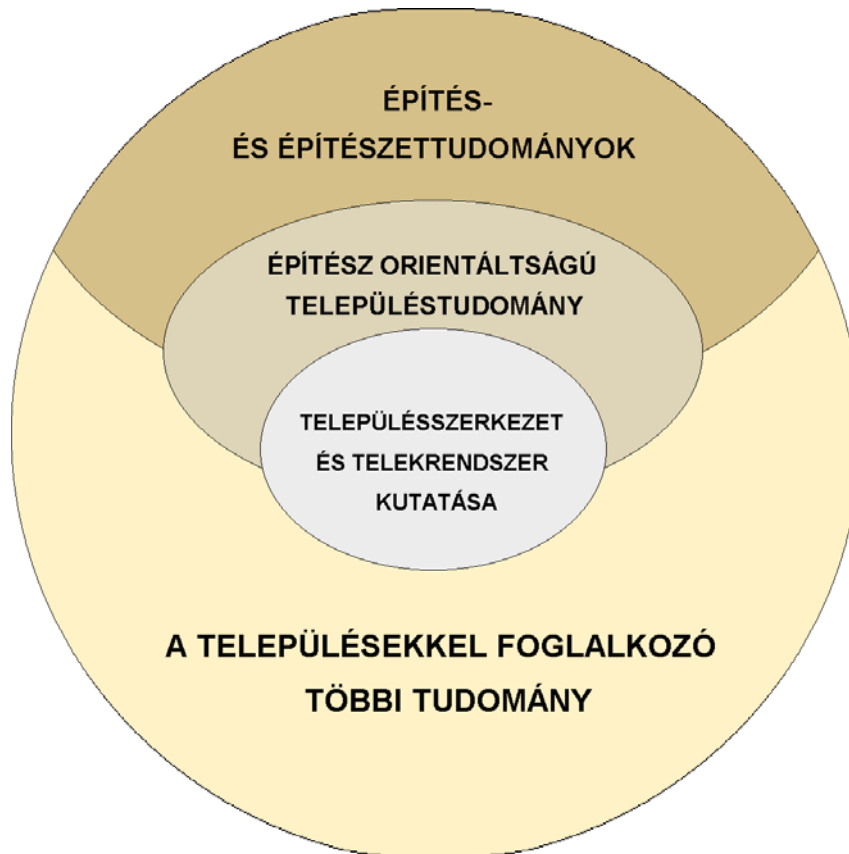 ÉPÍTÉS-
ÉS ÉPÍTÉSZETTUDOMÁNYOK
ÉPÍTÉSZ ORIENTÁLTSÁGÚ
TELEPÜLÉSTUDOMÁNY
TELEPÜLÉSSZERKEZET
ÉS TELEKRENDSZER
KUTATÁSA
A TELEPÜLÉSEKKEL FOGLALKOZÓ
TÖBBI TUDOMÁNY